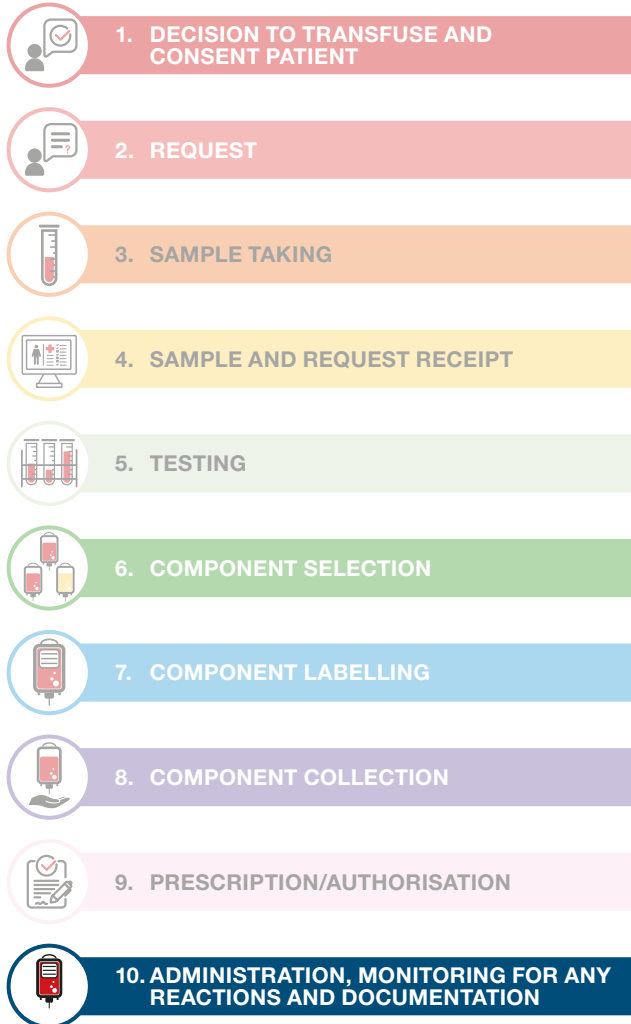 1. DECISION TO TRANSFUSE AND
CONSENT PATIENT
2. REQUEST
3. SAMPLE TAKING
4. SAMPLE AND REQUEST RECEIPT
5. TESTING
6. COMPONENT SELECTION
7. COMPONENT LABELLING
8. COMPONENT COLLECTION
9. PRESCRIPTION/AUTHORISATION
10. ADMINISTRATION, MONITORING FOR ANY
REACTIONS AND DOCUMENTATION